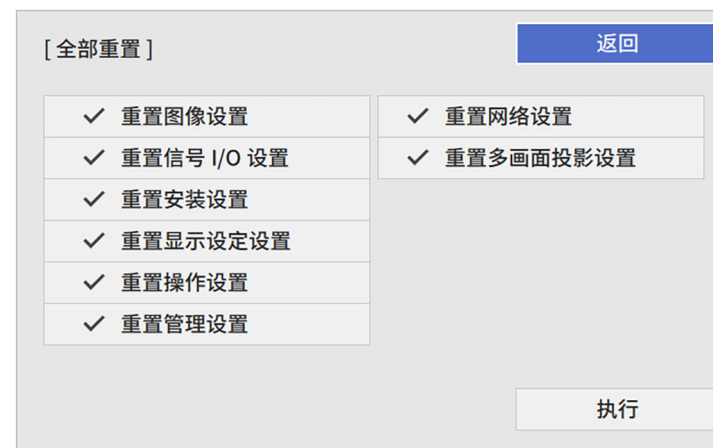 [ 全部重置 ]
返回
重置图像设置
重置信号 I/O 设置
重置安装设置
重置显示设定设置
重置操作设置
重置管理设置
重置网络设置
重置多画面投影设置
执行